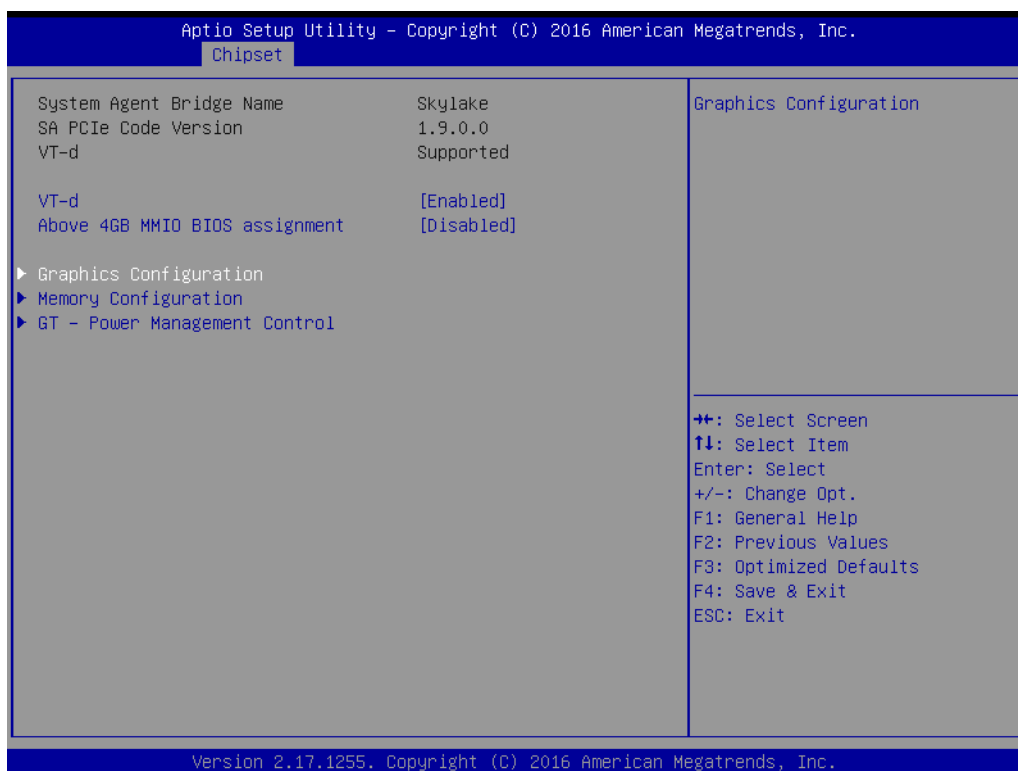 Aptio Setup Utility – Copyright (C) 2016 American Megatrends, Inc.
Chipset
System Agent Bridge Name Skylake
SA PCIe Code Version 1.9.0.0
VT-d Supported
VT-d [Enabled]
Above 4GB MMIO BIOS assignment [Disabled]
▶ Graphics Configuration
▶ Memory Configuration
▶ GT – Power Management Control
Graphics Configuration
→←: Select Screen
↑↓: Select Item
Enter: Select
+/-: Change Opt.
F1: General Help
F2: Previous Values
F3: Optimized Defaults
F4: Save & Exit
ESC: Exit
Version 2.17.1255. Copyright (C) 2016 American Megatrends, Inc.